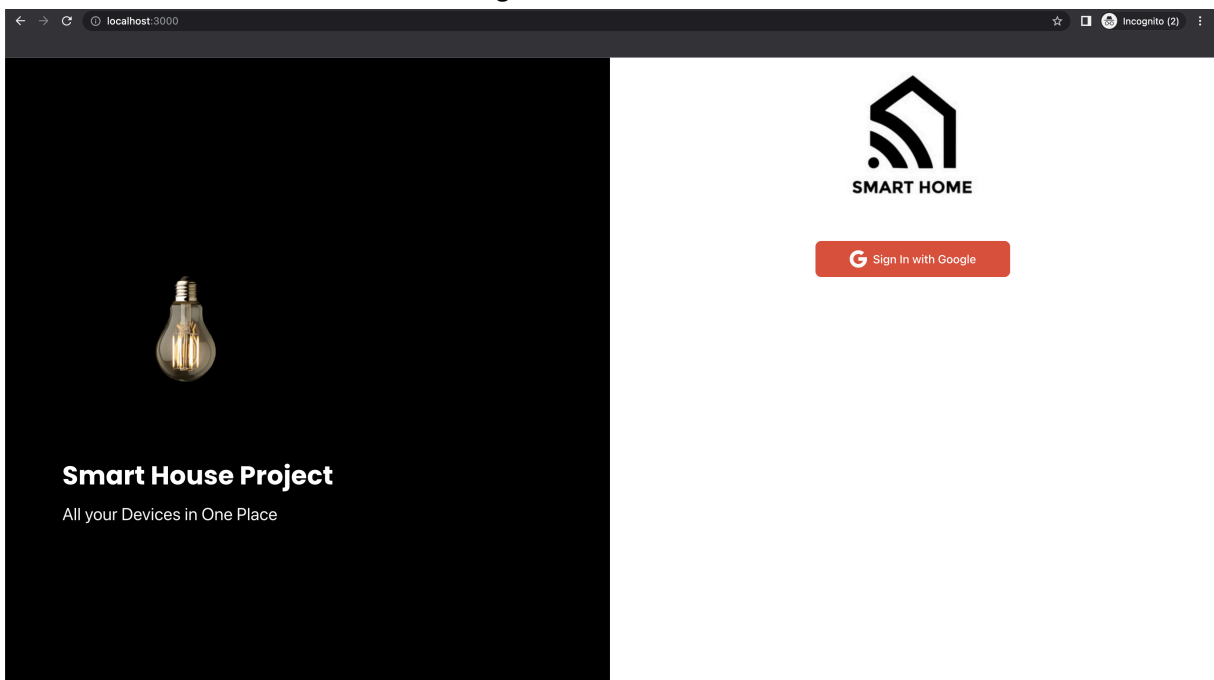 localhost:3000
Incognito (2)
SMART HOME
Sign In with Google
Smart House Project
All your Devices in One Place